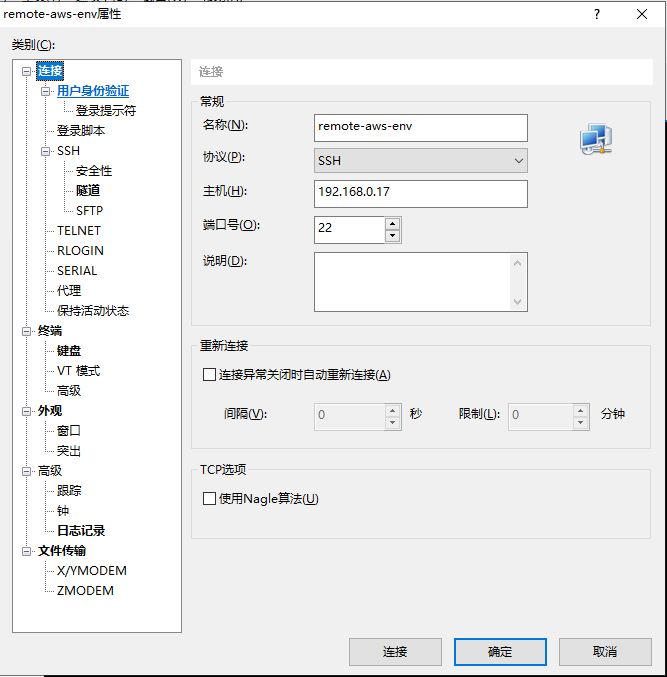 remote-aws-env属性
类别(C):
连接
用户身份验证
登录提示符
登录脚本
SSH
安全性
隧道
SFTP
TELNET
RLOGIN
SERIAL
代理
保持活动状态
终端
键盘
VT 模式
高级
外观
窗口
突出
高级
跟踪
钟
日志记录
文件传输
X/YMODEM
ZMODEM
连接
常规
名称(N): remote-aws-env
协议(P): SSH
主机(H): 192.168.0.17
端口号(O): 22
说明(D):
重新连接
连接异常关闭时自动重新连接(A)
间隔(V): 0 秒 限制(L): 0 分钟
TCP选项
使用Nagle算法(U)
连接 确定 取消